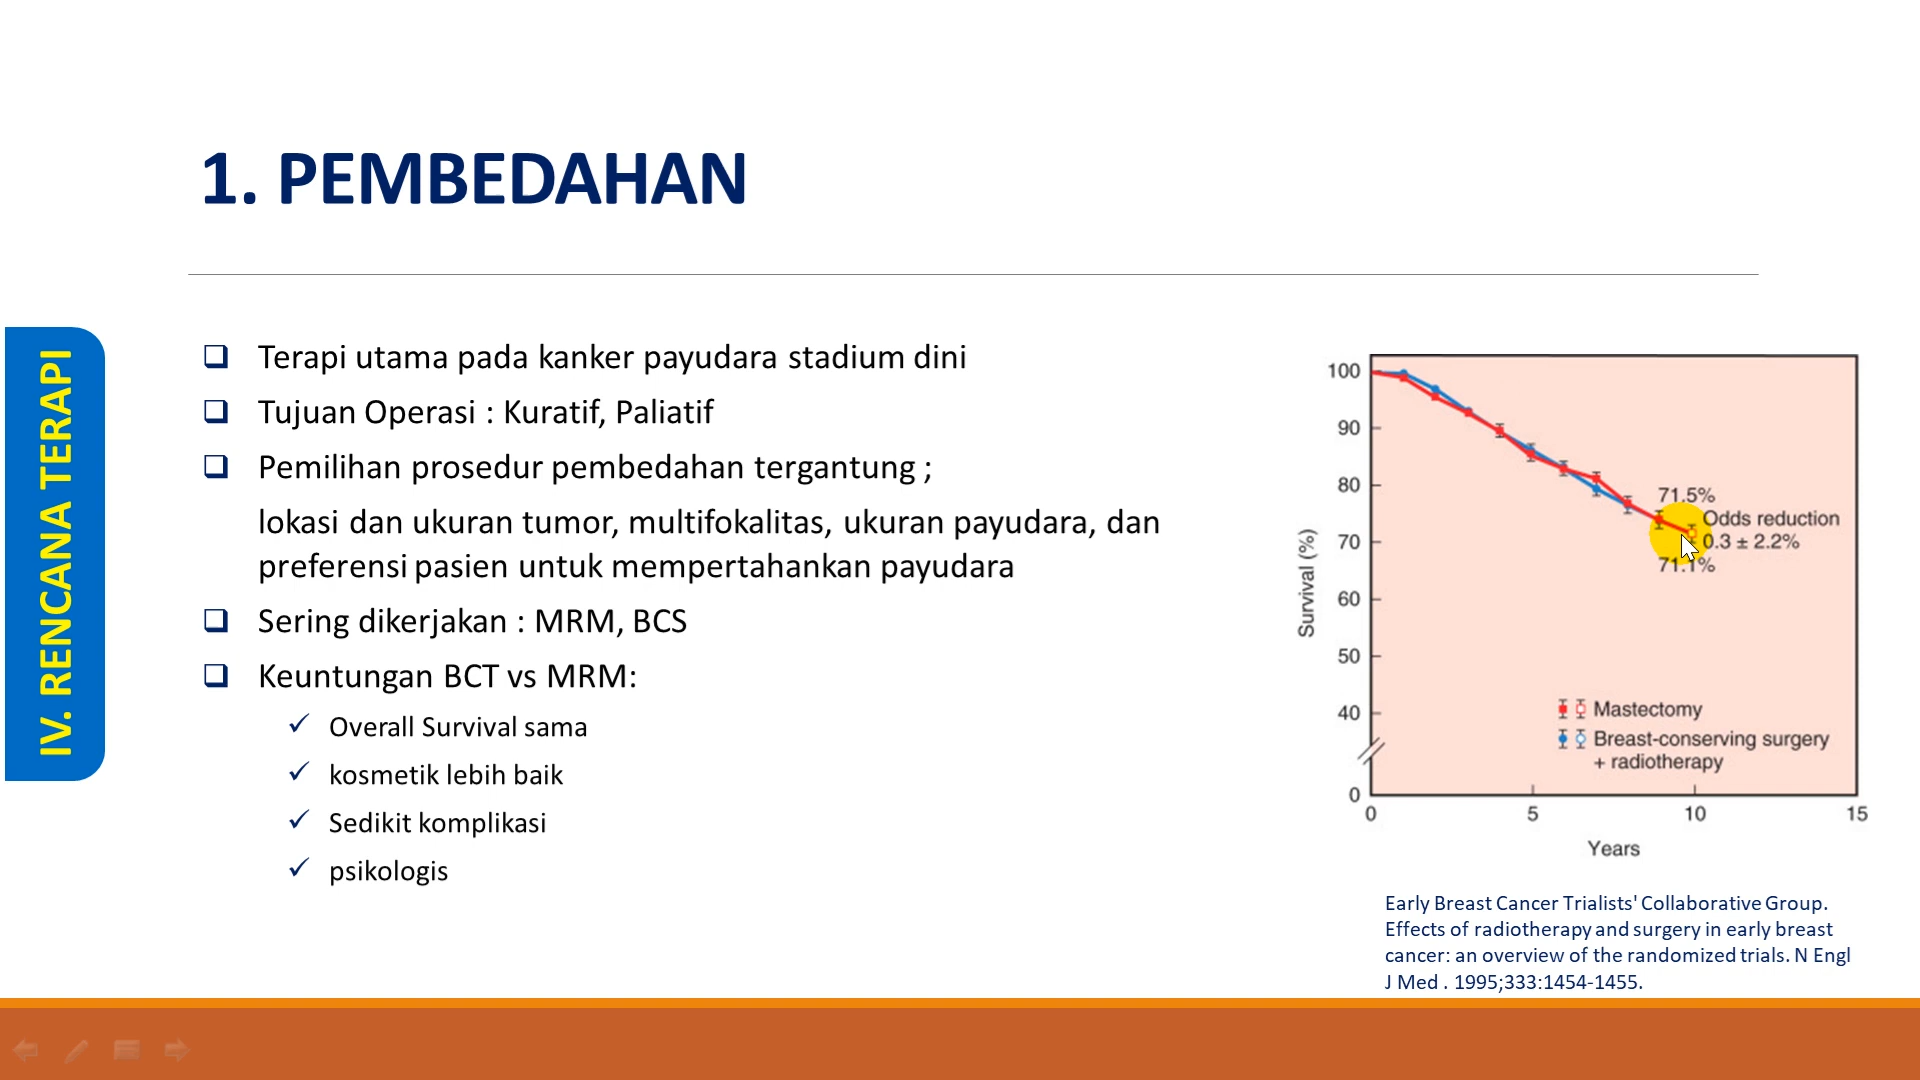 1. PEMBEDAHAN
IV. RENCANA TERAPI
Terapi utama pada kanker payudara stadium dini
Tujuan Operasi : Kuratif, Paliatif
Pemilihan prosedur pembedahan tergantung ;
lokasi dan ukuran tumor, multifokalitas, ukuran payudara, dan
preferensi pasien untuk mempertahankan payudara
Sering dikerjakan : MRM, BCS
Keuntungan BCT vs MRM:
Overall Survival sama
kosmetik lebih baik
Sedikit komplikasi
psikologis
100
90
80
70
60
50
40
0
Survival (%)
71.5%
Odds reduction
0.3 ± 2.2%
71.1%
Mastectomy
Breast-conserving surgery
+ radiotherapy
0 5 10 15
Years
Early Breast Cancer Trialists' Collaborative Group.
Effects of radiotherapy and surgery in early breast
cancer: an overview of the randomized trials. N Engl
J Med . 1995;333:1454-1455.